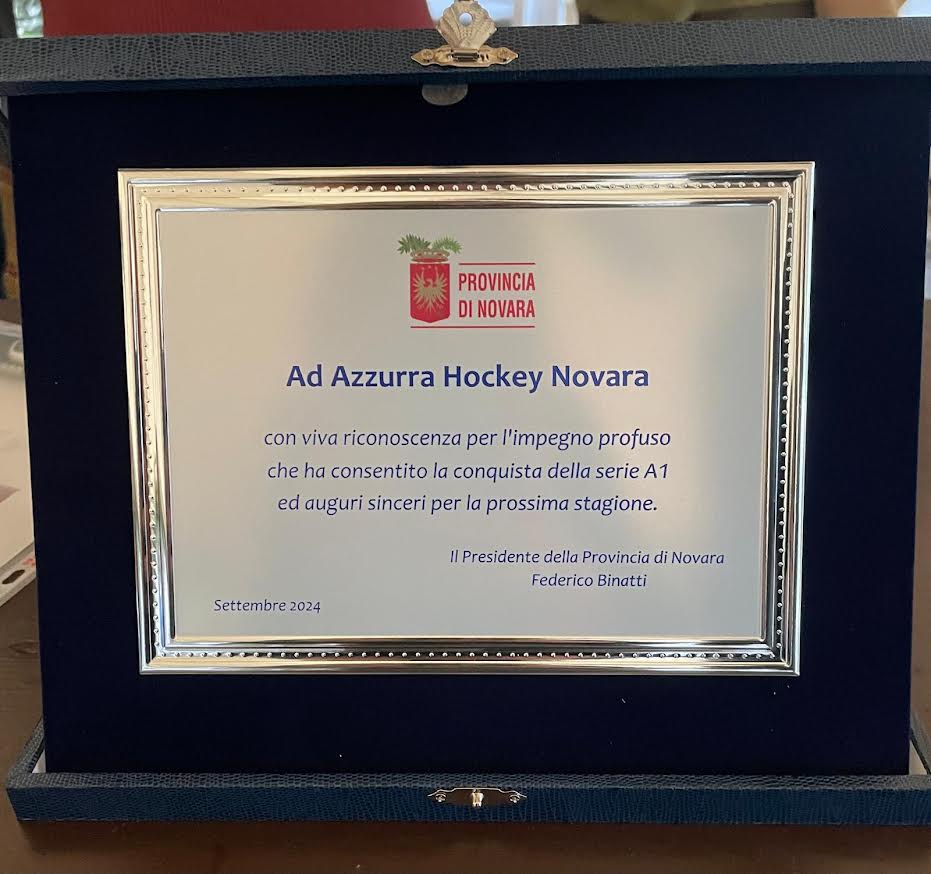 PROVINCIA
DI NOVARA
Ad Azzurra Hockey Novara
con viva riconoscenza per l'impegno profuso
che ha consentito la conquista della serie A1
ed auguri sinceri per la prossima stagione.
Il Presidente della Provincia di Novara
Federico Binatti
Settembre 2024